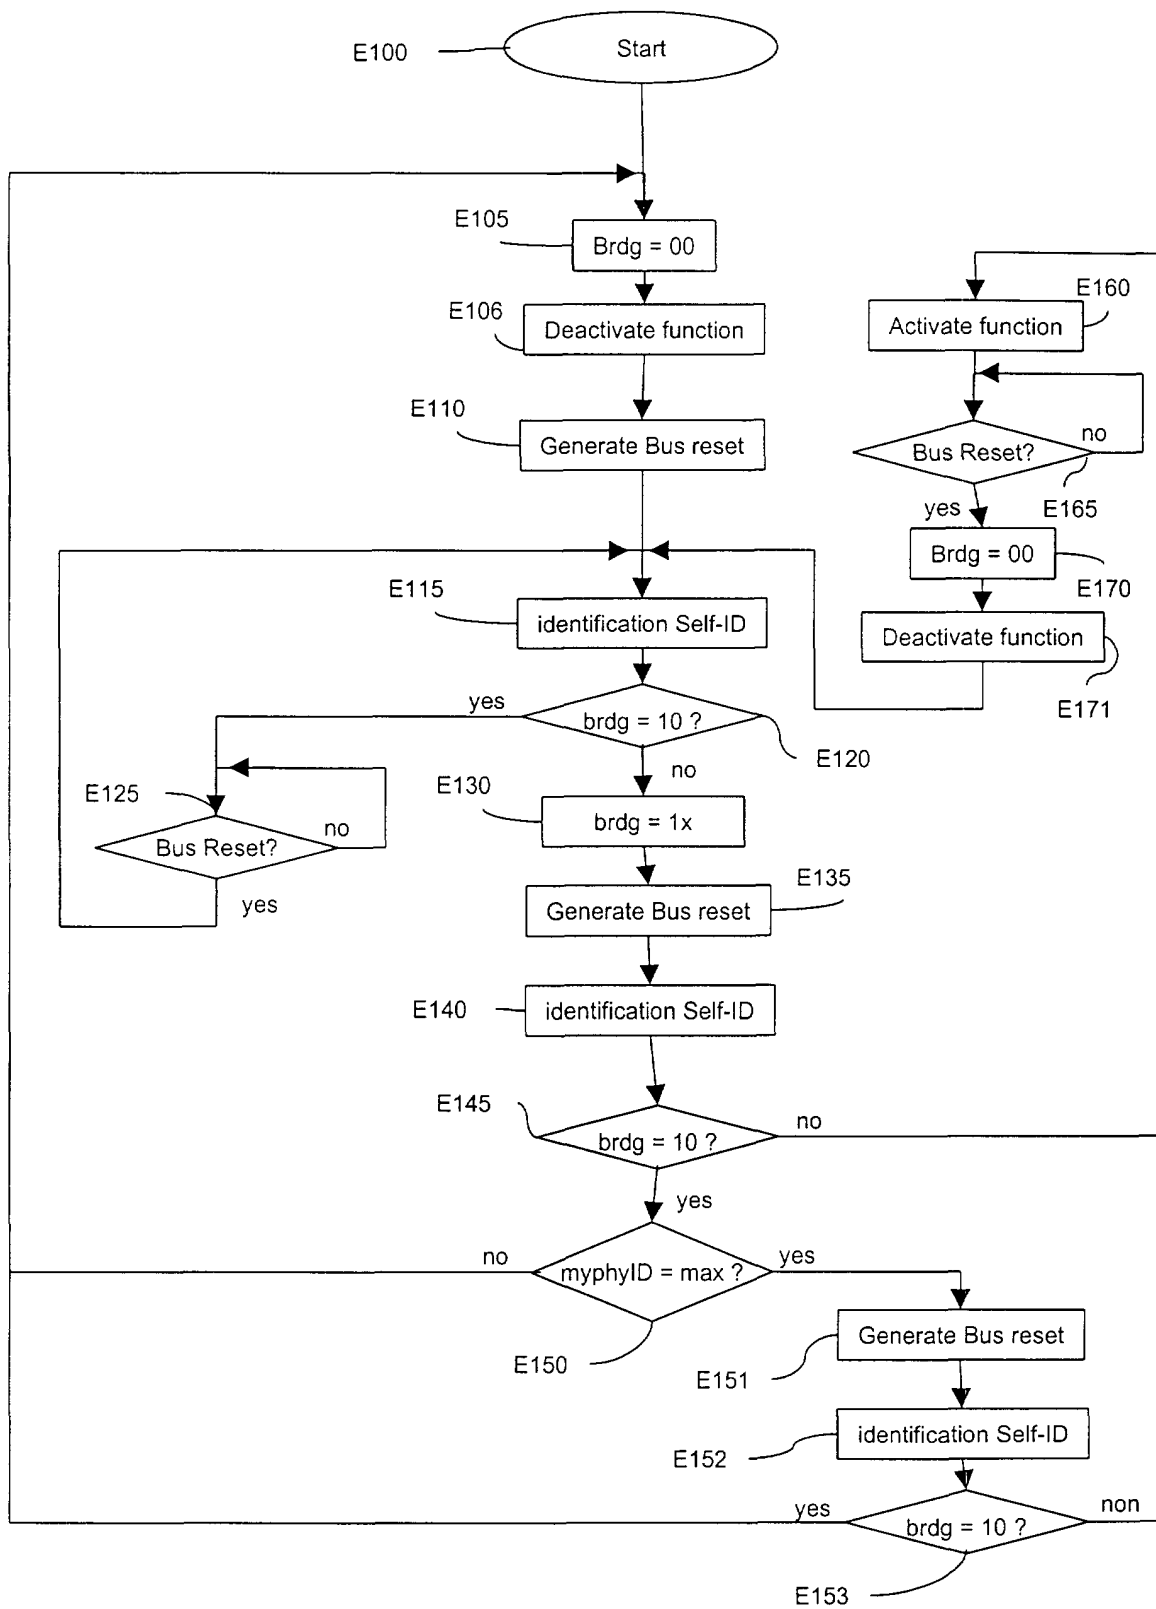 E100
Start
E105
Brdg = 00
E106
Deactivate function
E110
Generate Bus reset
E160
Activate function
Bus Reset?
no
E165
yes
Brdg = 00
E170
Deactivate function
E171
E115
identification Self-ID
yes
brdg = 10 ?
E120
no
E125
Bus Reset?
no
yes
E130
brdg = 1x
Generate Bus reset
E135
E140
identification Self-ID
E145
brdg = 10 ?
no
yes
no
myphyID = max ?
yes
E150
Generate Bus reset
E151
identification Self-ID
E152
yes
brdg = 10 ?
non
E153